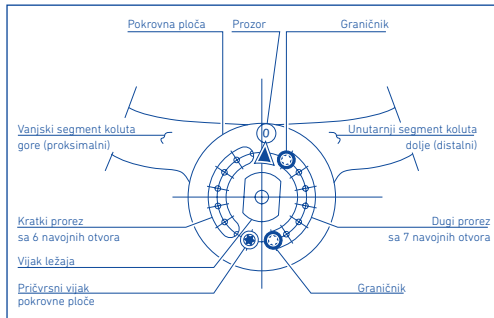 Pokrovna ploča
Prozor
Graničnik
Vanjski segment koluta
gore (proksimalni)
Unutarnji segment koluta
dolje (distalni)
0
Kratki prorez
sa 6 navojnih otvora
Dugi prorez
sa 7 navojnih otvora
Vijak ležaja
Pričvrsni vijak
pokrovne ploče
Graničnik